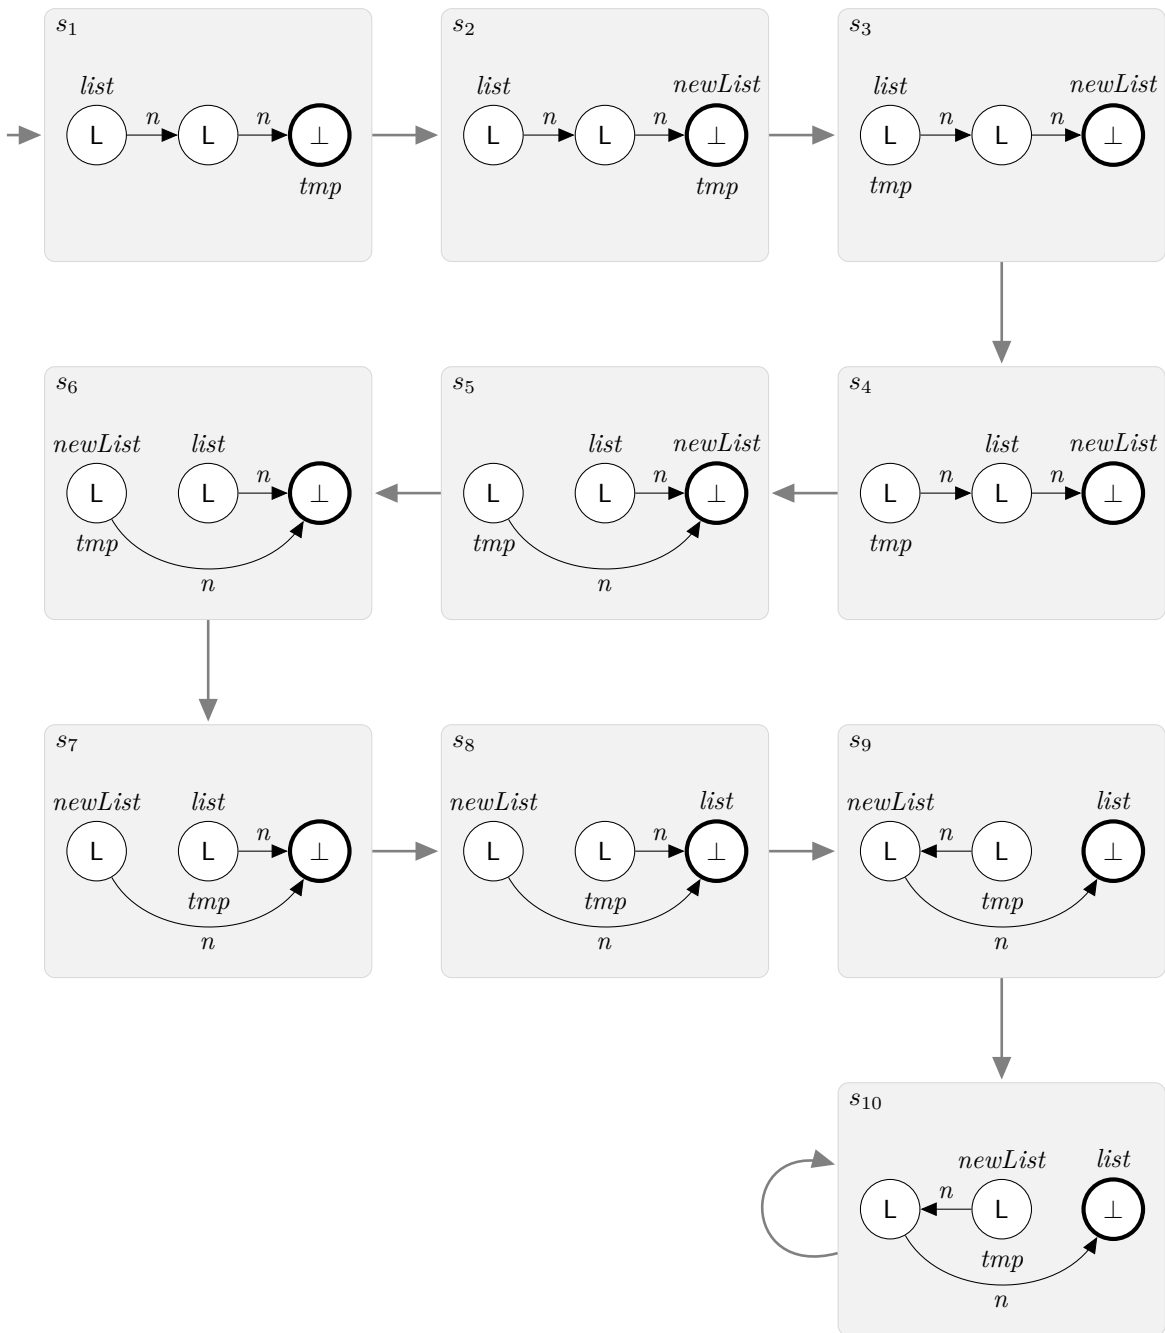 s1 s2 s3
list list newList list newList
n n n n n n
L L ⊥ L L ⊥ L L ⊥
tmp tmp tmp
s6 s5 s4
newList list list newList list newList
n n n n
L L ⊥ L L ⊥ L L ⊥
tmp tmp tmp
n n
s7 s8 s9
newList list newList list newList list
n n n
L L ⊥ L L ⊥ L L ⊥
tmp tmp tmp
n n n
s10
newList list
n
L L ⊥
tmp
n